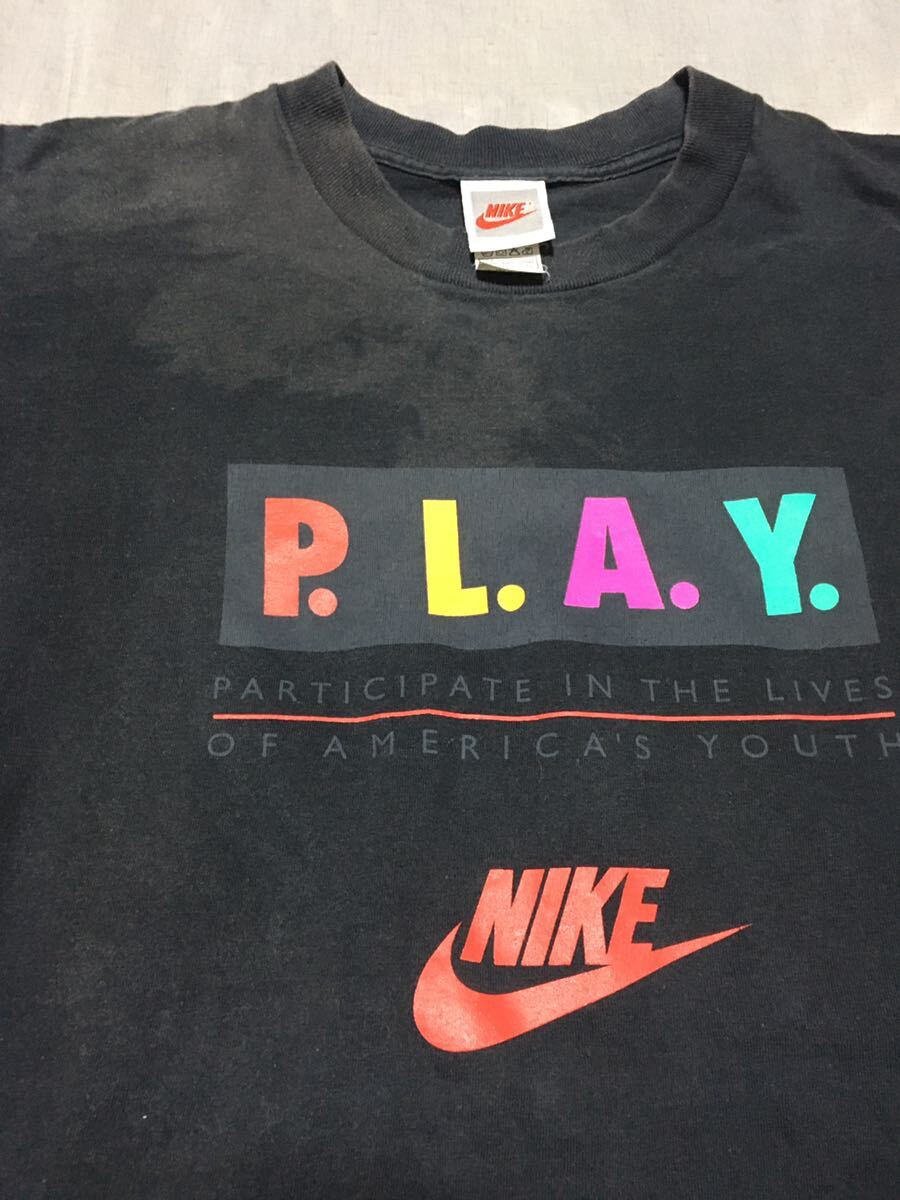 NIKE
P.L.A.Y.
PARTICIPATE IN THE LIVES
OF AMERICA'S YOUTH
NIKE